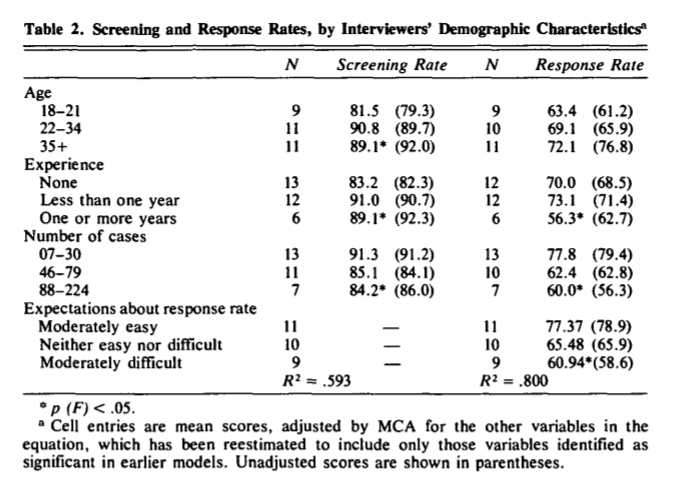 Table 2. Screening and Response Rates, by Interviewers' Demographic Characteristicsᵃ
N Screening Rate N Response Rate
Age
18–21 9 81.5 (79.3) 9 63.4 (61.2)
22–34 11 90.8 (89.7) 10 69.1 (65.9)
35+ 11 89.1* (92.0) 11 72.1 (76.8)
Experience
None 13 83.2 (82.3) 12 70.0 (68.5)
Less than one year 12 91.0 (90.7) 12 73.1 (71.4)
One or more years 6 89.1* (92.3) 6 56.3* (62.7)
Number of cases
07–30 13 91.3 (91.2) 13 77.8 (79.4)
46–79 11 85.1 (84.1) 10 62.4 (62.8)
88–224 7 84.2* (86.0) 7 60.0* (56.3)
Expectations about response rate
Moderately easy 11 — 11 77.37 (78.9)
Neither easy nor difficult 10 — 10 65.48 (65.9)
Moderately difficult 9 — 9 60.94*(58.6)
R² = .593 R² = .800
* p (F) < .05.
ᵃ Cell entries are mean scores, adjusted by MCA for the other variables in the
equation, which has been reestimated to include only those variables identified as
significant in earlier models. Unadjusted scores are shown in parentheses.